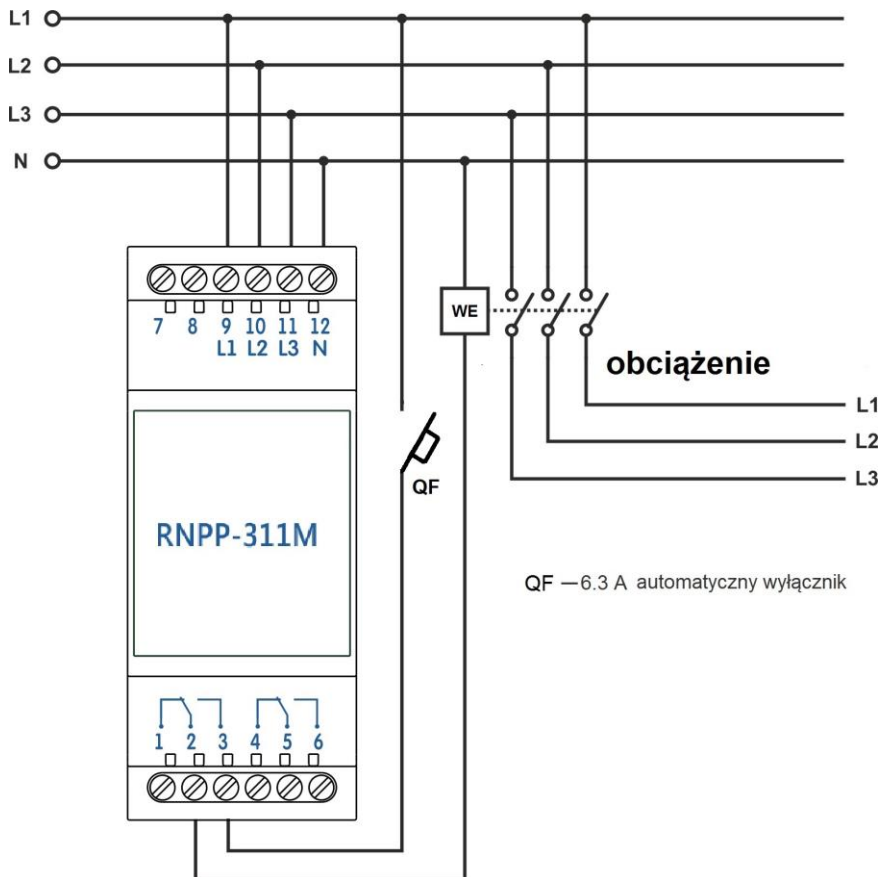 L1
L2
L3
N
7 8 9 10 11 12
L1 L2 L3 N
WE
obciążenie
L1
L2
L3
QF
RNPP-311M
QF — 6.3 A automatyczny wyłącznik
1 2 3 4 5 6